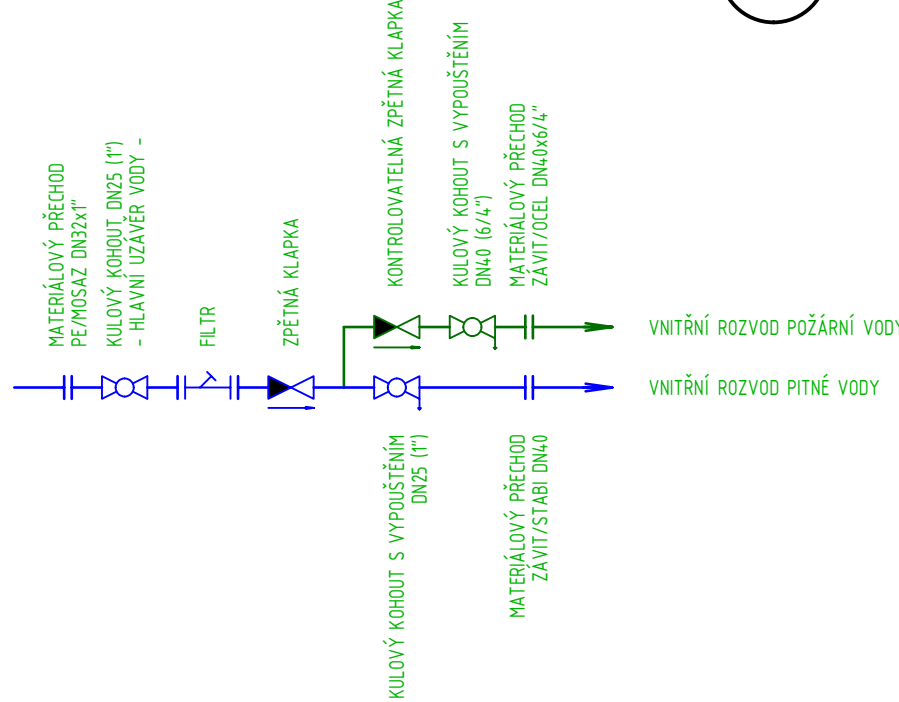 MATERIÁLOVÝ PŘECHOD
PE/MOSAZ DN32x1"
KULOVÝ KOHOUT DN25 (1")
- HLAVNÍ UZÁVĚR VODY -
FILTR
ZPĚTNÁ KLAPKA
KONTROLOVATELNÁ ZPĚTNÁ KLAPKA
KULOVÝ KOHOUT S VYPOUŠTĚNÍM
DN40 (6/4")
MATERIÁLOVÝ PŘECHOD
ZÁVIT/OCEL DN40x6/4"
VNITŘNÍ ROZVOD POŽÁRNÍ VODY
VNITŘNÍ ROZVOD PITNÉ VODY
KULOVÝ KOHOUT S VYPOUŠTĚNÍM
DN25 (1")
MATERIÁLOVÝ PŘECHOD
ZÁVIT/STABI DN40